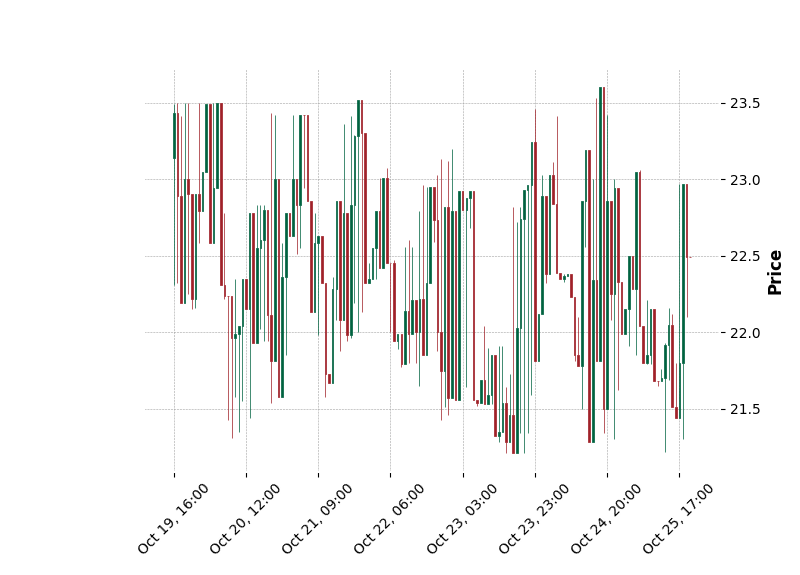 23.5
23.0
22.5
22.0
21.5
Price
Oct 19, 16:00
Oct 20, 12:00
Oct 21, 09:00
Oct 22, 06:00
Oct 23, 03:00
Oct 23, 23:00
Oct 24, 20:00
Oct 25, 17:00